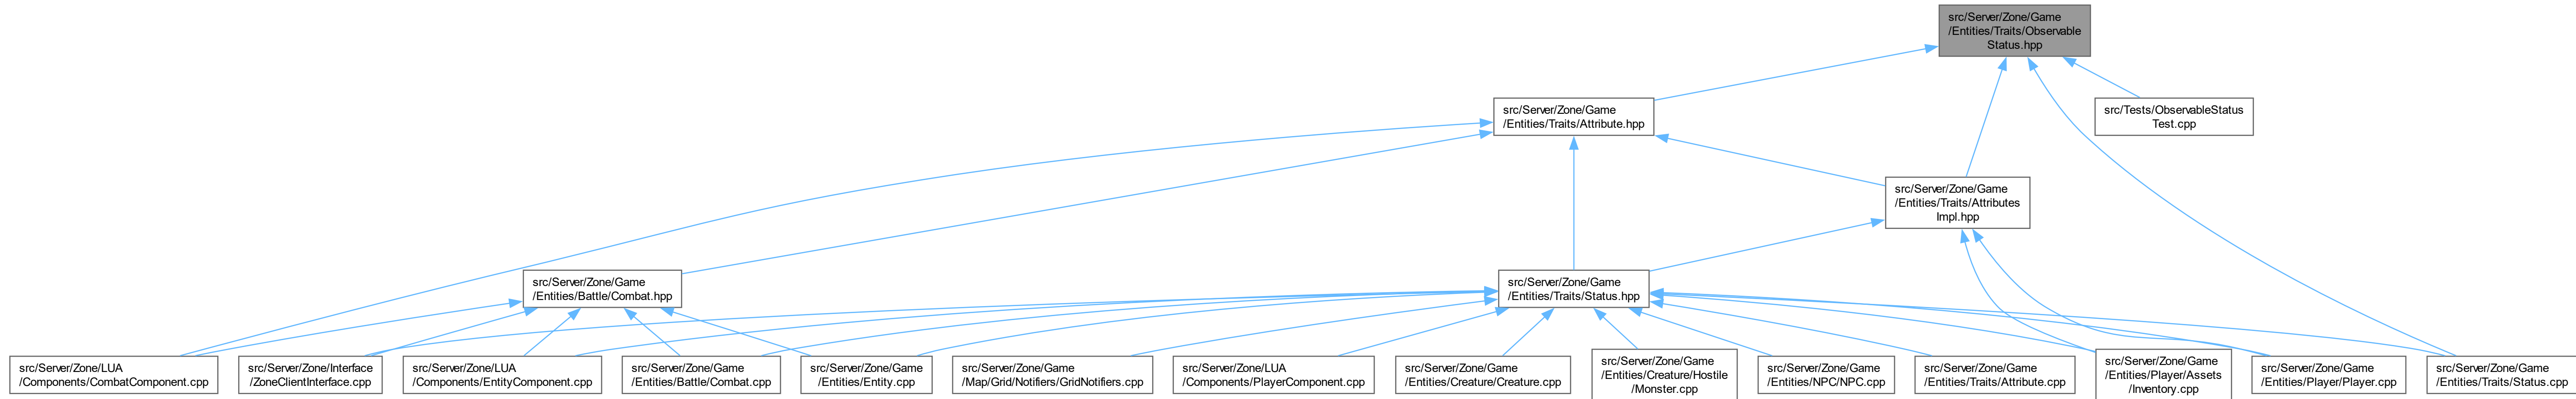 src/Server/Zone/Game
/Entities/Traits/Observable
Status.hpp
src/Server/Zone/Game
/Entities/Traits/Attribute.hpp
src/Tests/ObservableStatus
Test.cpp
src/Server/Zone/Game
/Entities/Traits/Attributes
Impl.hpp
src/Server/Zone/Game
/Entities/Battle/Combat.hpp
src/Server/Zone/Game
/Entities/Traits/Status.hpp
src/Server/Zone/LUA
/Components/CombatComponent.cpp
src/Server/Zone/Interface
/ZoneClientInterface.cpp
src/Server/Zone/LUA
/Components/EntityComponent.cpp
src/Server/Zone/Game
/Entities/Battle/Combat.cpp
src/Server/Zone/Game
/Entities/Entity.cpp
src/Server/Zone/Game
/Map/Grid/Notifiers/GridNotifiers.cpp
src/Server/Zone/LUA
/Components/PlayerComponent.cpp
src/Server/Zone/Game
/Entities/Creature/Creature.cpp
src/Server/Zone/Game
/Entities/Creature/Hostile
/Monster.cpp
src/Server/Zone/Game
/Entities/NPC/NPC.cpp
src/Server/Zone/Game
/Entities/Traits/Attribute.cpp
src/Server/Zone/Game
/Entities/Player/Assets
/Inventory.cpp
src/Server/Zone/Game
/Entities/Player/Player.cpp
src/Server/Zone/Game
/Entities/Traits/Status.cpp